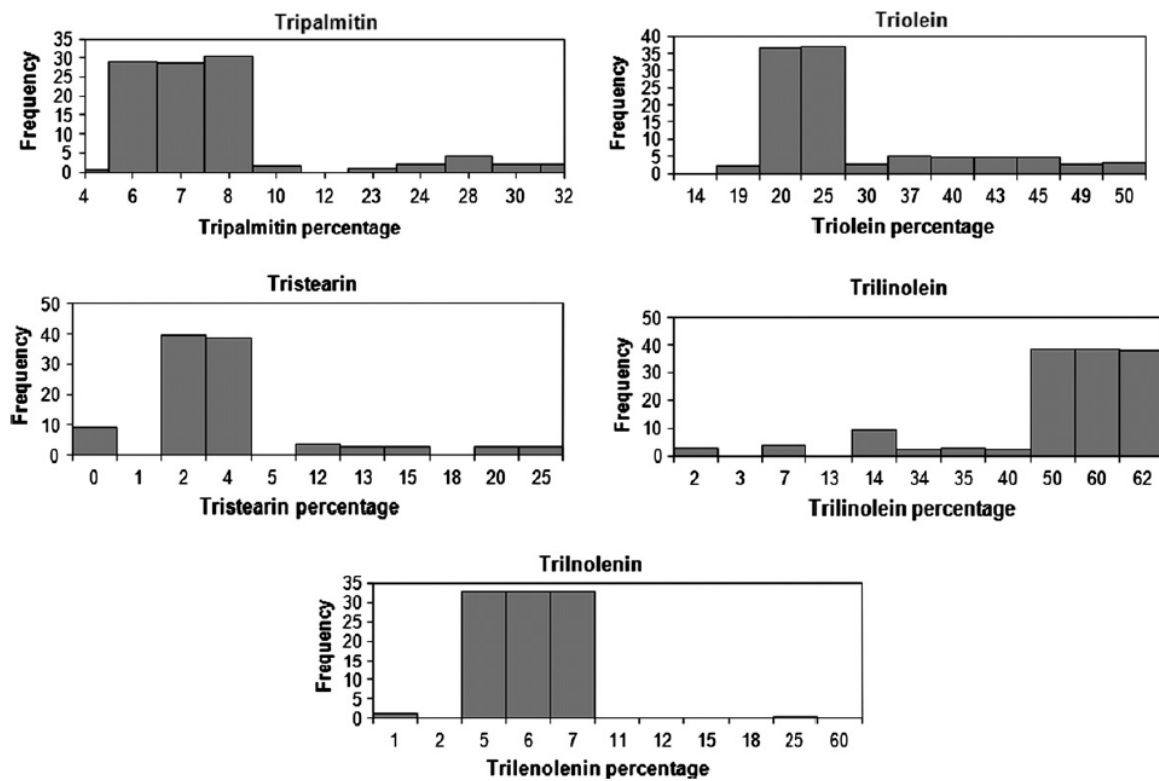 Tripalmitin
Frequency
35
30
25
20
15
10
5
0
4 6 7 8 10 12 23 24 28 30 32
Tripalmitin percentage
Triolein
Frequency
40
35
30
25
20
15
10
5
0
14 19 20 25 30 37 40 43 45 49 50
Triolein percentage
Tristearin
Frequency
50
40
30
20
10
0
0 1 2 4 5 12 13 15 18 20 25
Tristearin percentage
Trilinolein
Frequency
50
40
30
20
10
0
2 3 7 13 14 34 35 40 50 60 62
Trilinolein percentage
Trilnolenin
Frequency
35
30
25
20
15
10
5
0
1 2 5 6 7 11 12 15 18 25 60
Trilenolenin percentage